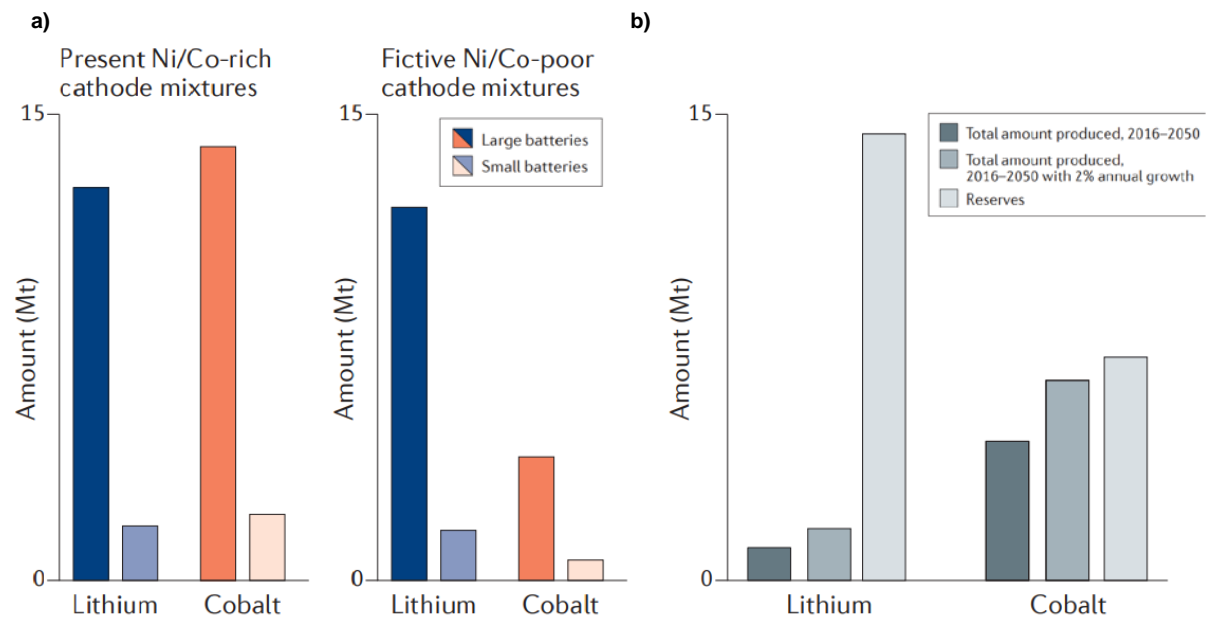 a)
Present Ni/Co-rich
cathode mixtures
15
Amount (Mt)
0
Lithium
Cobalt
Fictive Ni/Co-poor
cathode mixtures
15
Large batteries
Small batteries
Amount (Mt)
0
Lithium
Cobalt
b)
15
Total amount produced, 2016–2050
Total amount produced,
2016–2050 with 2% annual growth
Reserves
Amount (Mt)
0
Lithium
Cobalt